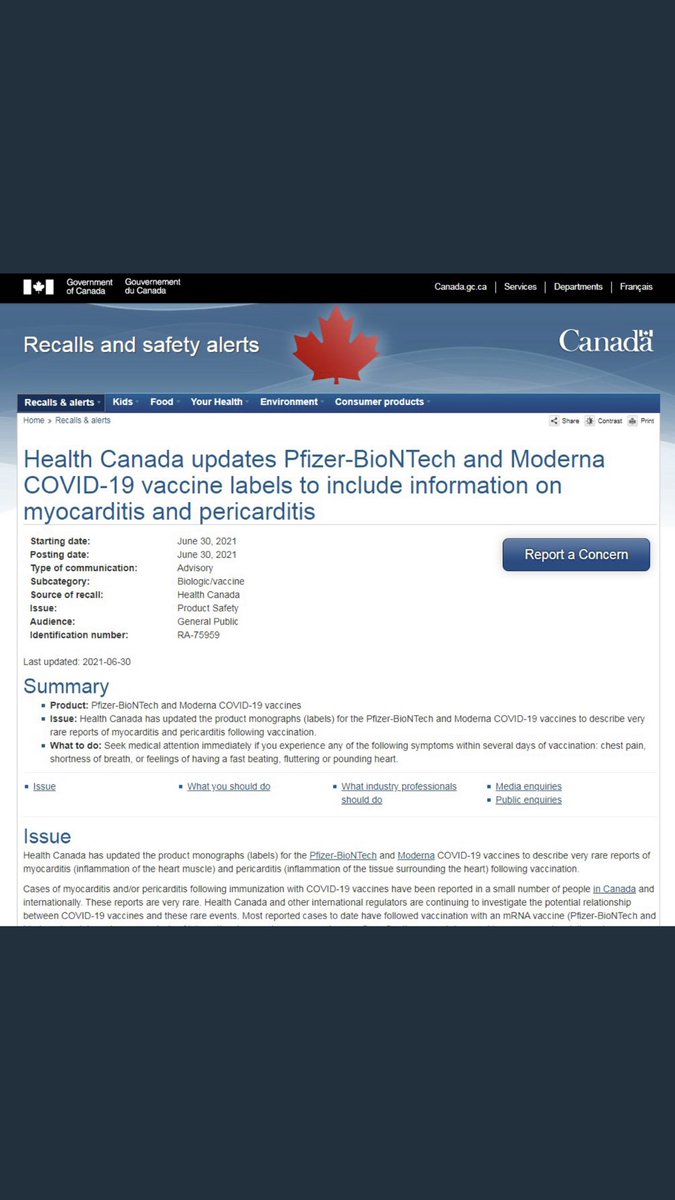 Government
of Canada
Gouvernement
du Canada
Canada.gc.ca | Services | Departments | Français
Recalls and safety alerts
Canada
Recalls & alerts Kids Food Your Health Environment Consumer products
Home » Recalls & alerts
Share Contrast Print
Health Canada updates Pfizer-BioNTech and Moderna
COVID-19 vaccine labels to include information on
myocarditis and pericarditis
Starting date: June 30, 2021
Posting date: June 30, 2021
Type of communication: Advisory
Subcategory: Biologic/vaccine
Source of recall: Health Canada
Issue: Product Safety
Audience: General Public
Identification number: RA-75959
Report a Concern
Last updated: 2021-06-30
Summary
Product: Pfizer-BioNTech and Moderna COVID-19 vaccines
Issue: Health Canada has updated the product monographs (labels) for the Pfizer-BioNTech and Moderna COVID-19 vaccines to describe very
rare reports of myocarditis and pericarditis following vaccination.
What to do: Seek medical attention immediately if you experience any of the following symptoms within several days of vaccination: chest pain,
shortness of breath, or feelings of having a fast beating, fluttering or pounding heart.
Issue
What you should do
What industry professionals
should do
Media enquiries
Public enquiries
Issue
Health Canada has updated the product monographs (labels) for the Pfizer-BioNTech and Moderna COVID-19 vaccines to describe very rare reports of
myocarditis (inflammation of the heart muscle) and pericarditis (inflammation of the tissue surrounding the heart) following vaccination.
Cases of myocarditis and/or pericarditis following immunization with COVID-19 vaccines have been reported in a small number of people in Canada and
internationally. These reports are very rare. Health Canada and other international regulators are continuing to investigate the potential relationship
between COVID-19 vaccines and these rare events. Most reported cases to date have followed vaccination with an mRNA vaccine (Pfizer-BioNTech and